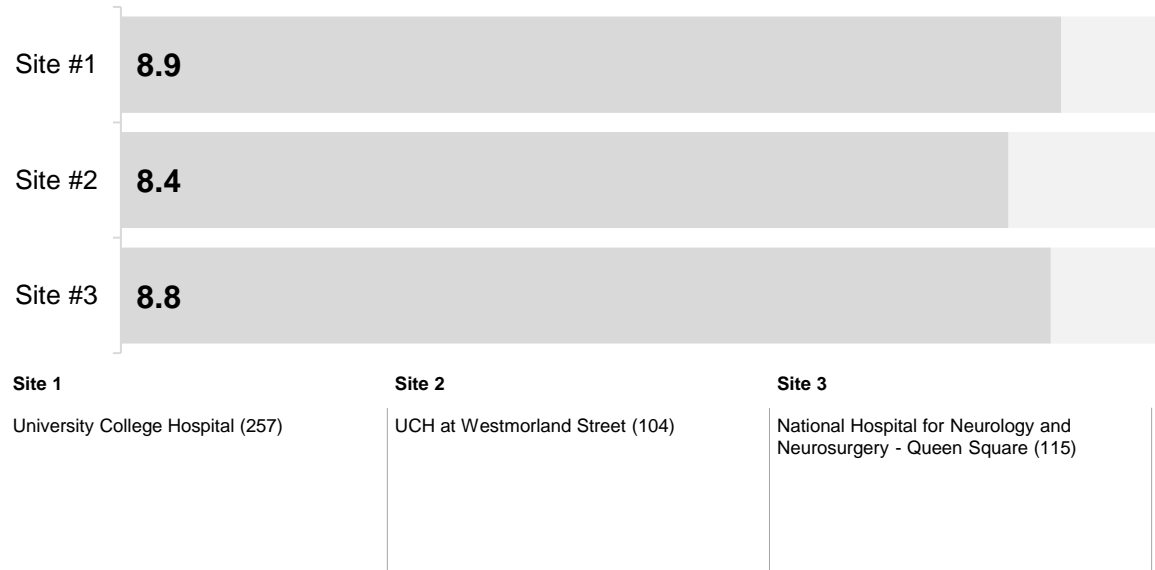 Site #1 8.9
Site #2 8.4
Site #3 8.8
Site 1
University College Hospital (257)
Site 2
UCH at Westmorland Street (104)
Site 3
National Hospital for Neurology and
Neurosurgery - Queen Square (115)